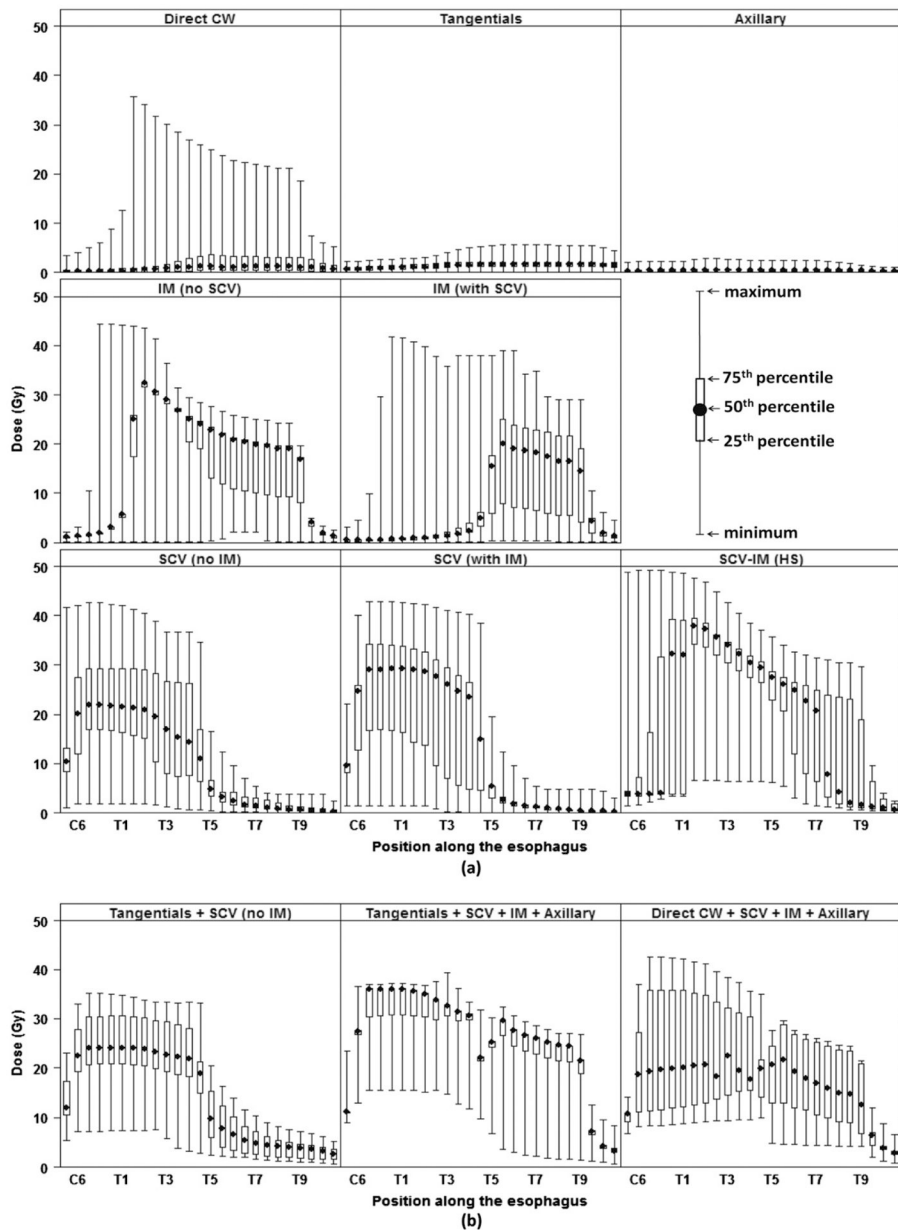 Direct CW Tangentials Axillary
50
40
30
20
10
0
IM (no SCV) IM (with SCV)
50
40
30
20
10
0
Dose (Gy)
maximum
75th percentile
50th percentile
25th percentile
minimum
SCV (no IM) SCV (with IM) SCV-IM (HS)
50
40
30
20
10
0
C6 T1 T3 T5 T7 T9 C6 T1 T3 T5 T7 T9 C6 T1 T3 T5 T7 T9
Position along the esophagus Position along the esophagus
(a)
Tangentials + SCV (no IM) Tangentials + SCV + IM + Axillary Direct CW + SCV + IM + Axillary
50
40
30
20
10
0
Dose (Gy)
C6 T1 T3 T5 T7 T9 C6 T1 T3 T5 T7 T9 C6 T1 T3 T5 T7 T9
Position along the esophagus
(b)